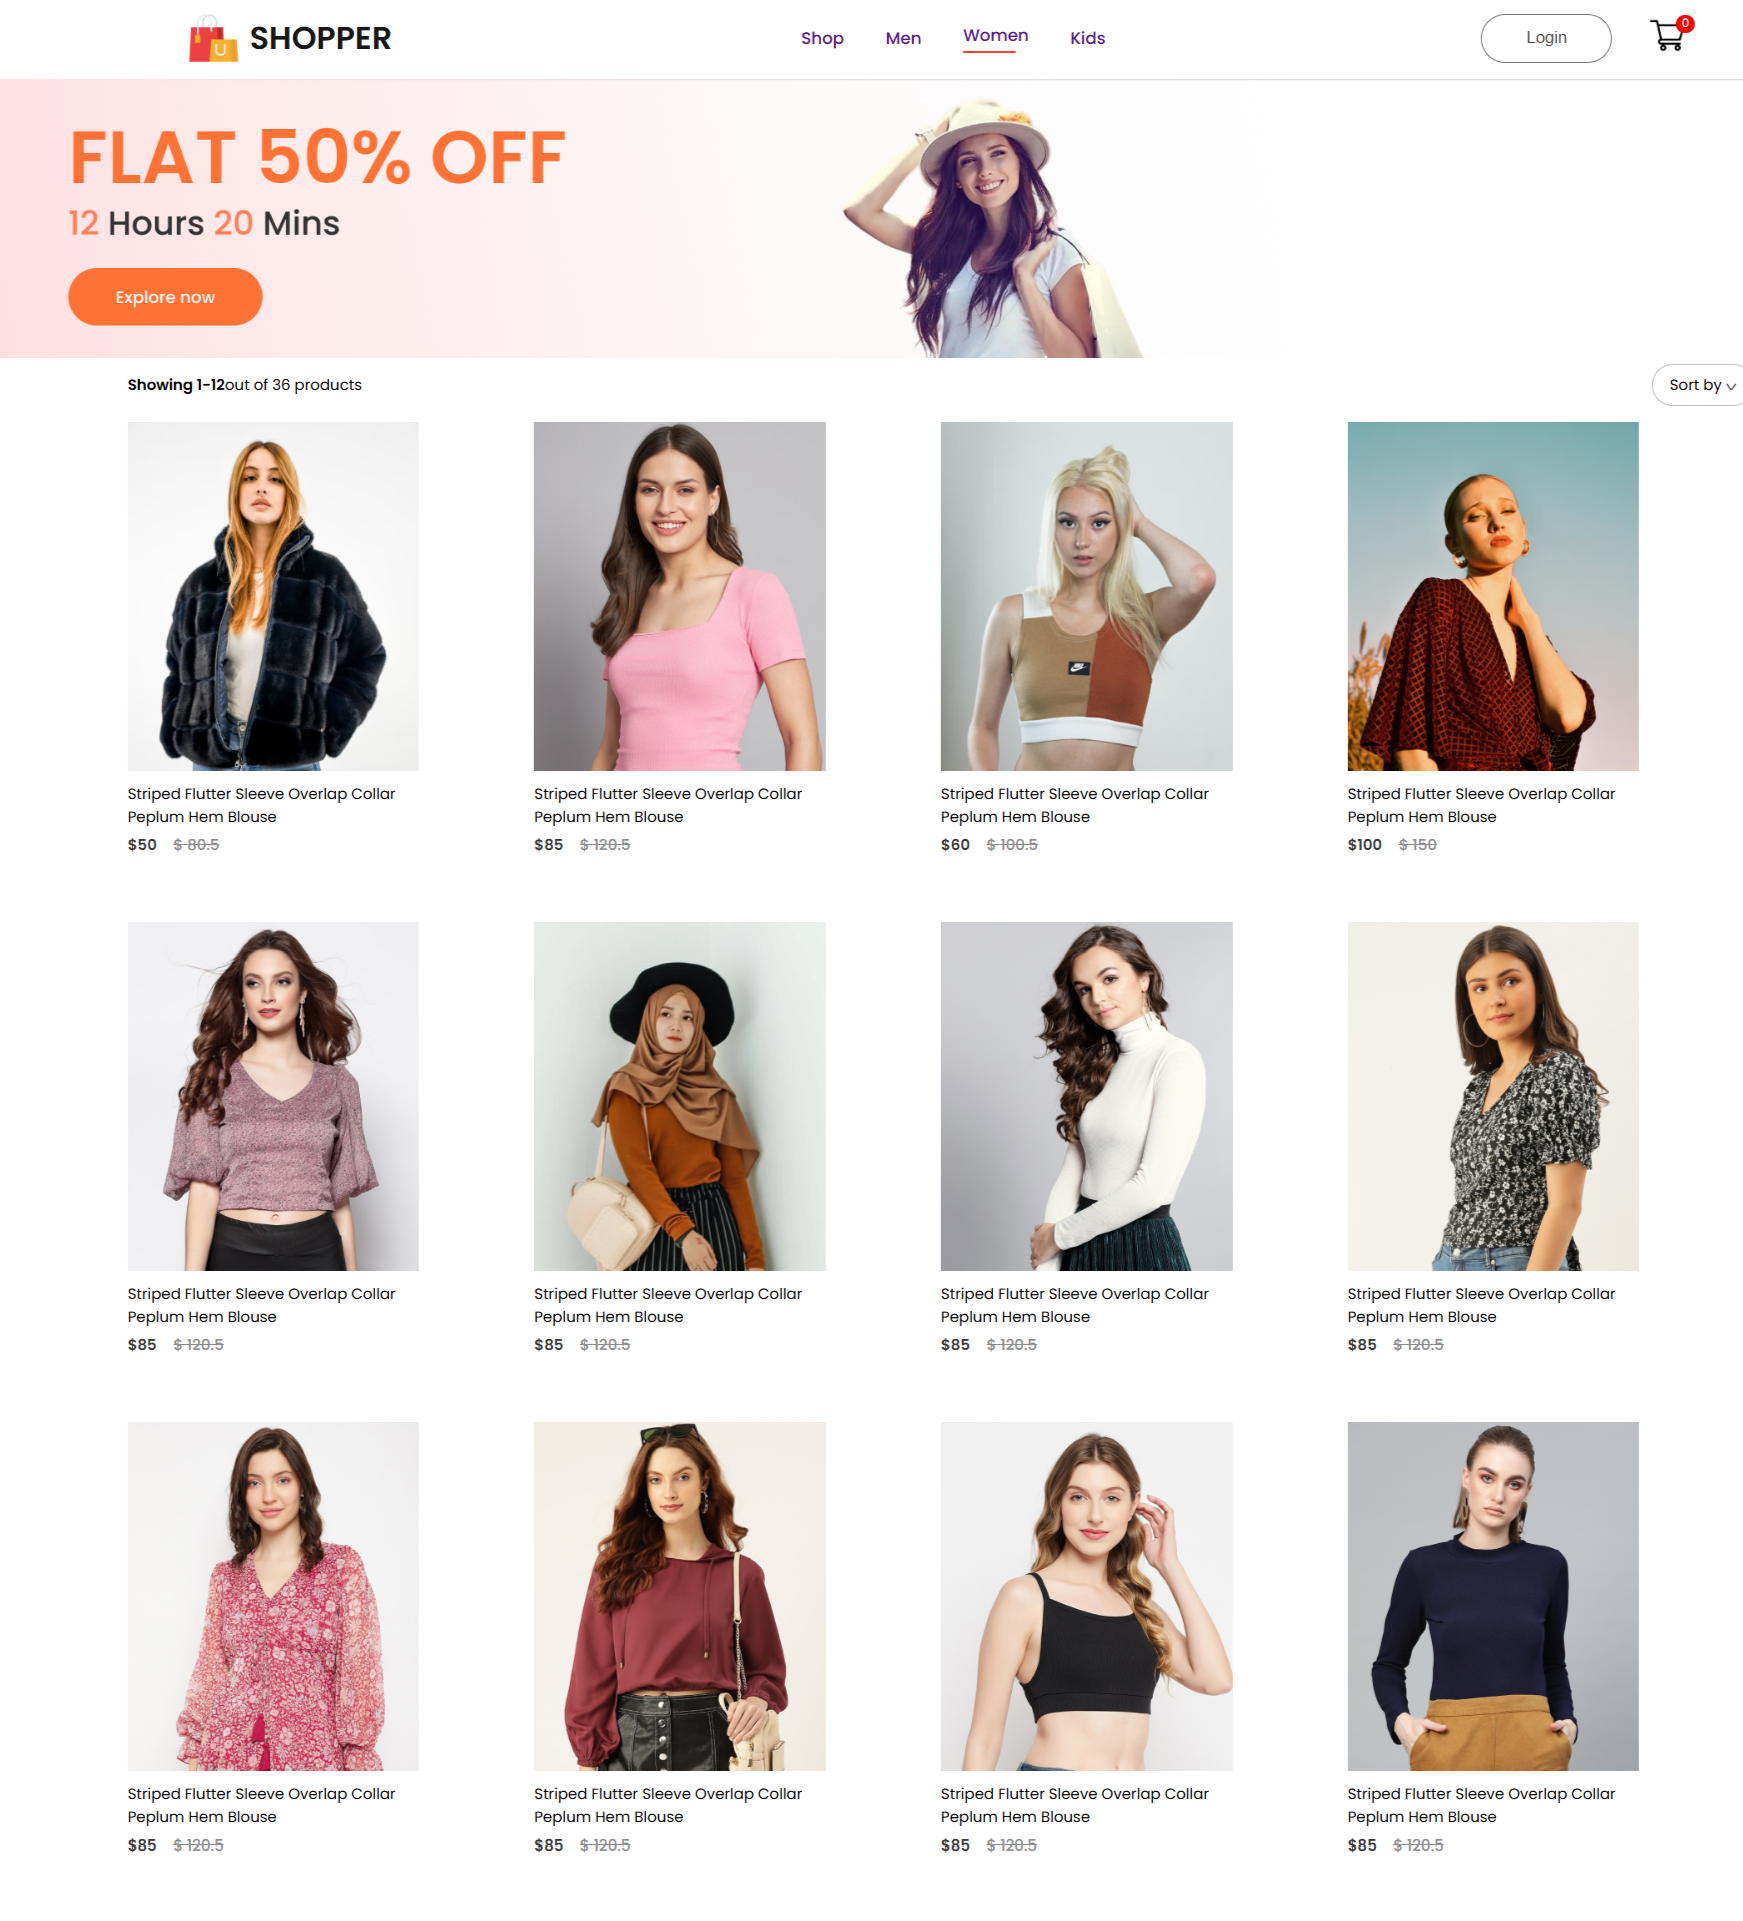 U SHOPPER Shop Men Women Kids Login 0
FLAT 50% OFF
12 Hours 20 Mins
Explore now
Showing 1-12out of 36 products Sort by
Striped Flutter Sleeve Overlap Collar
Peplum Hem Blouse
$50 $ 80.5
Striped Flutter Sleeve Overlap Collar
Peplum Hem Blouse
$85 $ 120.5
Striped Flutter Sleeve Overlap Collar
Peplum Hem Blouse
$60 $ 100.5
Striped Flutter Sleeve Overlap Collar
Peplum Hem Blouse
$100 $ 150
Striped Flutter Sleeve Overlap Collar
Peplum Hem Blouse
$85 $ 120.5
Striped Flutter Sleeve Overlap Collar
Peplum Hem Blouse
$85 $ 120.5
Striped Flutter Sleeve Overlap Collar
Peplum Hem Blouse
$85 $ 120.5
Striped Flutter Sleeve Overlap Collar
Peplum Hem Blouse
$85 $ 120.5
Striped Flutter Sleeve Overlap Collar
Peplum Hem Blouse
$85 $ 120.5
Striped Flutter Sleeve Overlap Collar
Peplum Hem Blouse
$85 $ 120.5
Striped Flutter Sleeve Overlap Collar
Peplum Hem Blouse
$85 $ 120.5
Striped Flutter Sleeve Overlap Collar
Peplum Hem Blouse
$85 $ 120.5